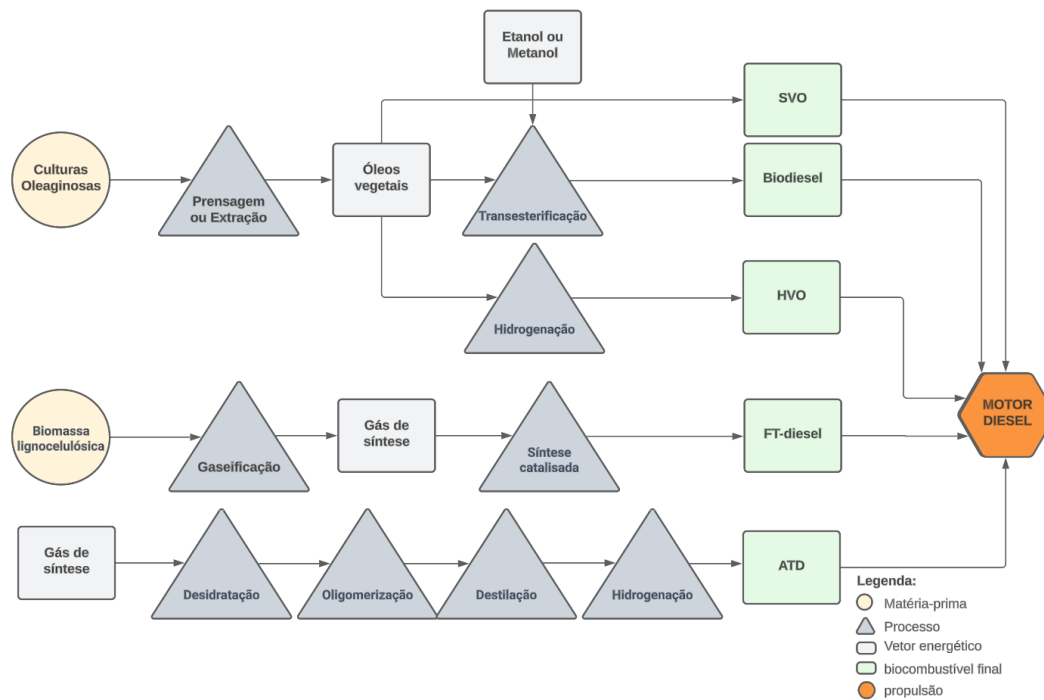 Etanol ou
Metanol
SVO
Culturas
Oleaginosas
Prensagem
ou Extração
Óleos
vegetais
Transesterificação
Biodiesel
Hidrogenação
HVO
MOTOR
DIESEL
Biomassa
lignocelulósica
Gaseificação
Gás de
síntese
Síntese
catalisada
FT-diesel
Gás de
síntese
Desidratação
Oligomerização
Destilação
Hidrogenação
ATD
Legenda:
Matéria-prima
Processo
Vetor energético
biocombustível final
propulsão